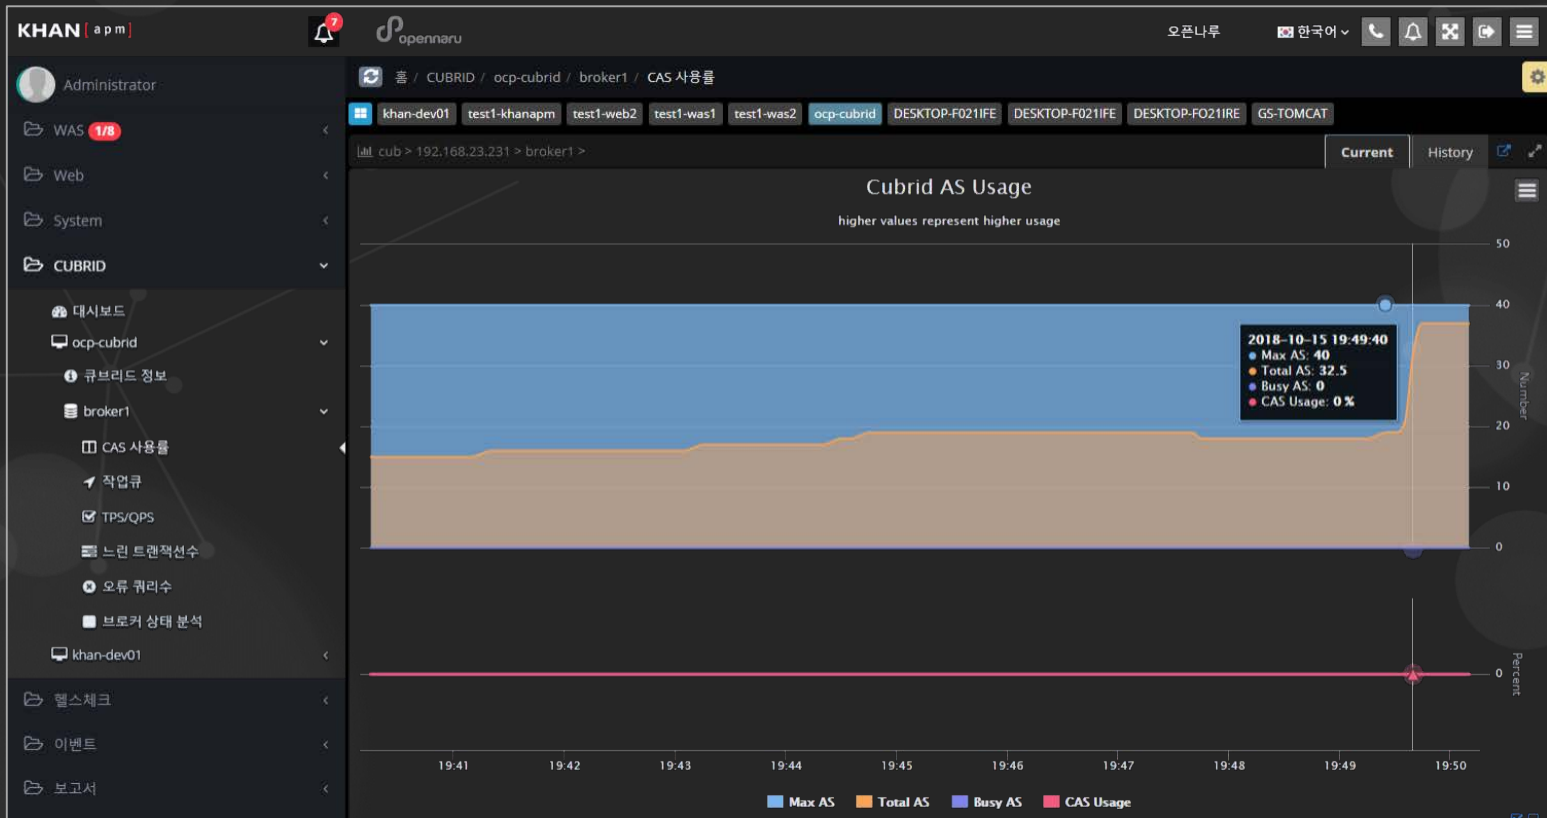 KHAN [apm]
7
opennaru
오픈나루
한국어
Administrator
홈 / CUBRID / ocp-cubrid / broker1 / CAS 사용률
khan-dev01 test1-khanapm test1-web2 test1-was1 test1-was2 ocp-cubrid DESKTOP-F021IFE DESKTOP-F021IFE DESKTOP-FO21IRE GS-TOMCAT
cub > 192.168.23.231 > broker1 >
Current
History
WAS 1/8
Web
System
CUBRID
대시보드
ocp-cubrid
큐브리드 정보
broker1
CAS 사용률
작업큐
TPS/QPS
느린 트랜잭션수
오류 쿼리수
브로커 상태 분석
khan-dev01
헬스체크
이벤트
보고서
Cubrid AS Usage
higher values represent higher usage
50
40
30
20
10
0
Number
2018-10-15 19:49:40
Max AS: 40
Total AS: 32.5
Busy AS: 0
CAS Usage: 0 %
0
Percent
19:41 19:42 19:43 19:44 19:45 19:46 19:47 19:48 19:49 19:50
Max AS Total AS Busy AS CAS Usage